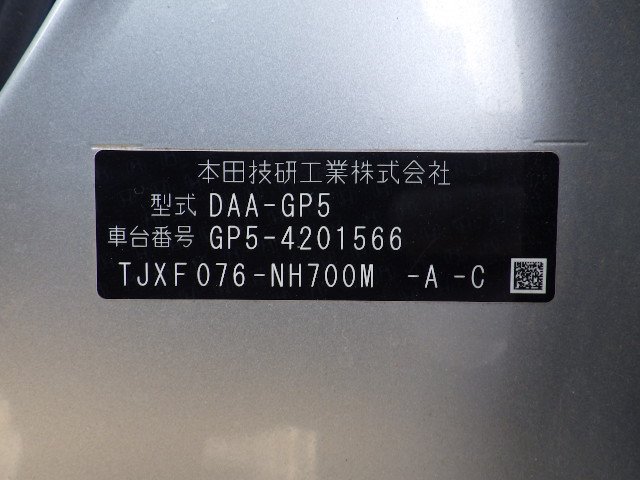 本田技研工業株式会社
型式 DAA-GP5
車台番号 GP5-4201566
TJXF076-NH700M -A -C